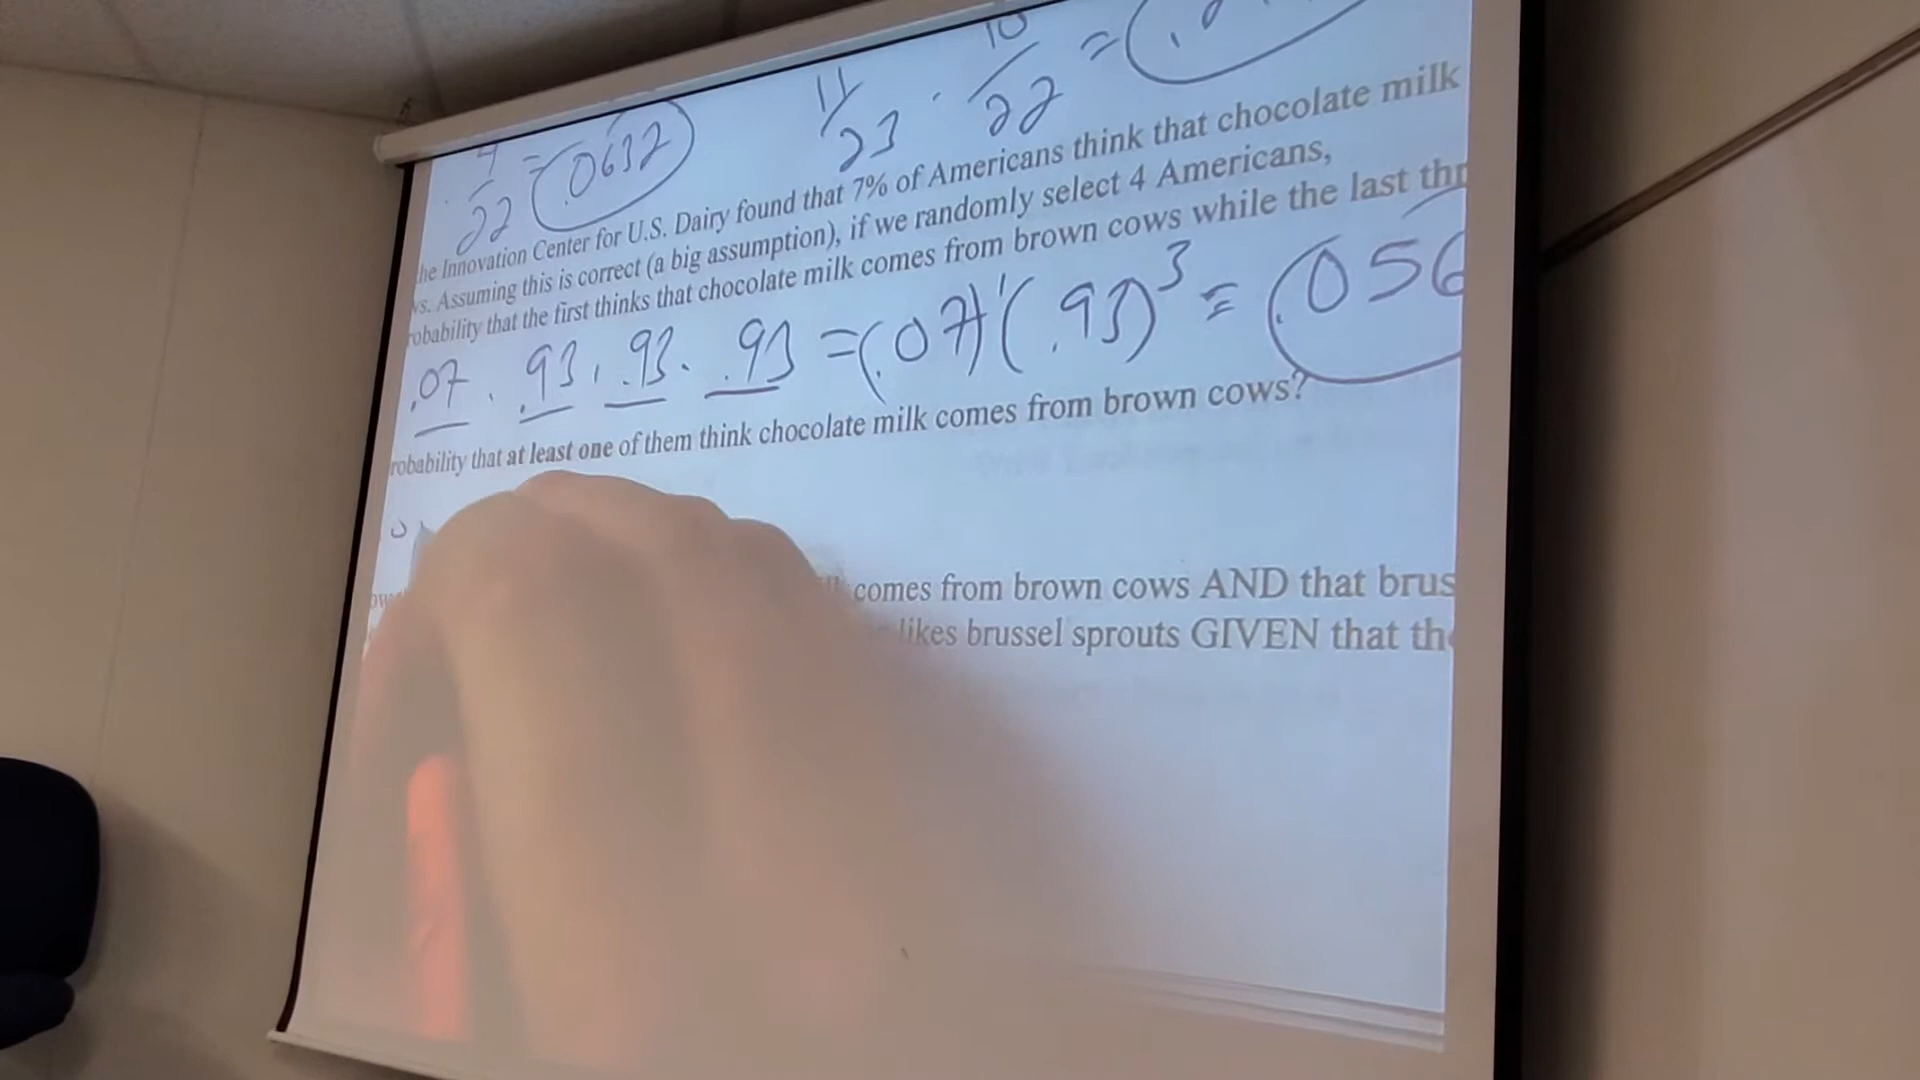 11/23 · 10/22 =
22 = .0632
he Innovation Center for U.S. Dairy found that 7% of Americans think that chocolate milk
vs. Assuming this is correct (a big assumption), if we randomly select 4 Americans,
robability that the first thinks that chocolate milk comes from brown cows while the last thr
.07 . .93 . .93 . .93 = (.07)¹(.93)³ = .056
robability that at least one of them think chocolate milk comes from brown cows?
comes from brown cows AND that brus
likes brussel sprouts GIVEN that th